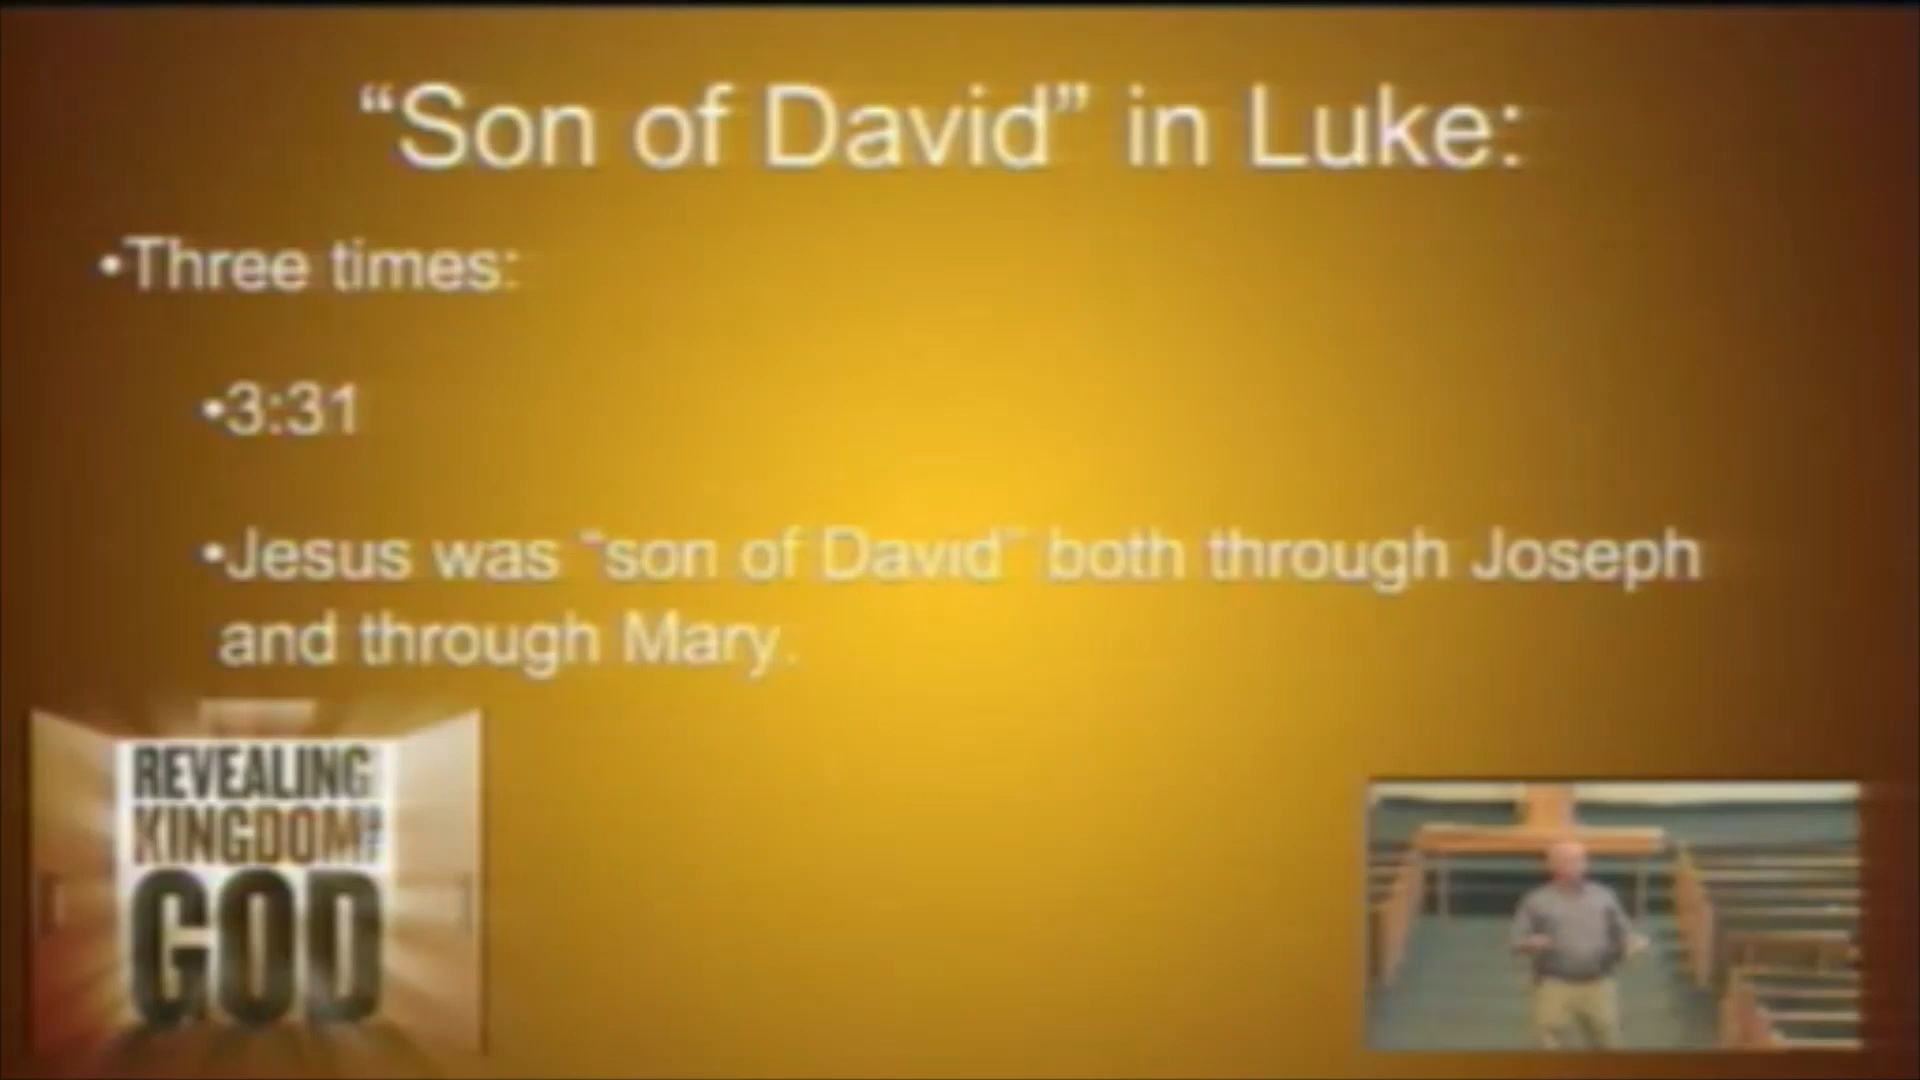 “Son of David” in Luke:
•Three times:
•3:31
•Jesus was “son of David” both through Joseph
and through Mary.
REVEALING
KINGDOM
GOD